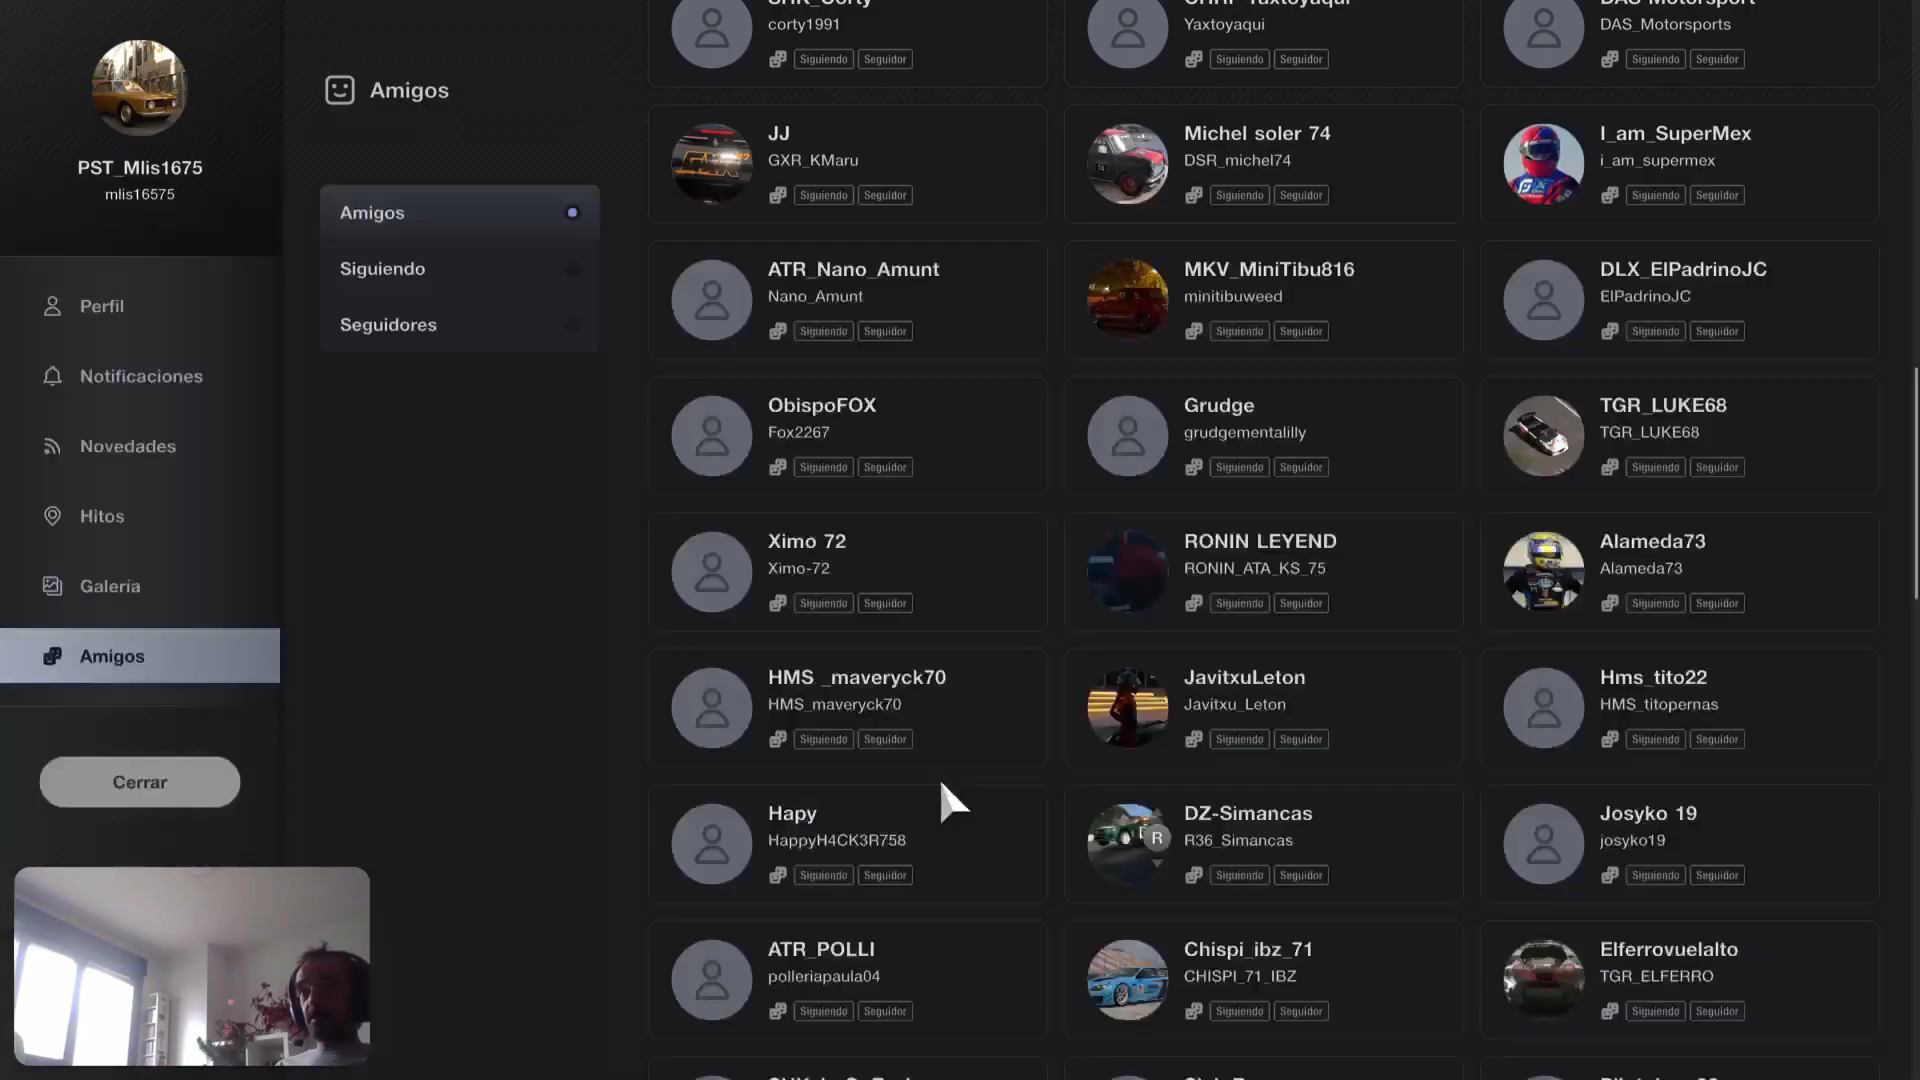 PST_Mlis1675
mlis16575
Perfil
Notificaciones
Novedades
Hitos
Galería
Amigos
Cerrar
Amigos
Amigos
Siguiendo
Seguidores
corty1991
Siguiendo Seguidor
Yaxtoyaqui
Siguiendo Seguidor
DAS_Motorsports
Siguiendo Seguidor
JJ
GXR_KMaru
Siguiendo Seguidor
Michel soler 74
DSR_michel74
Siguiendo Seguidor
I_am_SuperMex
i_am_supermex
Siguiendo Seguidor
ATR_Nano_Amunt
Nano_Amunt
Siguiendo Seguidor
MKV_MiniTibu816
minitibuweed
Siguiendo Seguidor
DLX_ElPadrinoJC
ElPadrinoJC
Siguiendo Seguidor
ObispoFOX
Fox2267
Siguiendo Seguidor
Grudge
grudgementalilly
Siguiendo Seguidor
TGR_LUKE68
TGR_LUKE68
Siguiendo Seguidor
Ximo 72
Ximo-72
Siguiendo Seguidor
RONIN LEYEND
RONIN_ATA_KS_75
Siguiendo Seguidor
Alameda73
Alameda73
Siguiendo Seguidor
HMS _maveryck70
HMS_maveryck70
Siguiendo Seguidor
JavitxuLeton
Javitxu_Leton
Siguiendo Seguidor
Hms_tito22
HMS_titopernas
Siguiendo Seguidor
Hapy
HappyH4CK3R758
Siguiendo Seguidor
R
DZ-Simancas
R36_Simancas
Siguiendo Seguidor
Josyko 19
josyko19
Siguiendo Seguidor
ATR_POLLI
polleriapaula04
Siguiendo Seguidor
Chispi_ibz_71
CHISPI_71_IBZ
Siguiendo Seguidor
Elferrovuelalto
TGR_ELFERRO
Siguiendo Seguidor